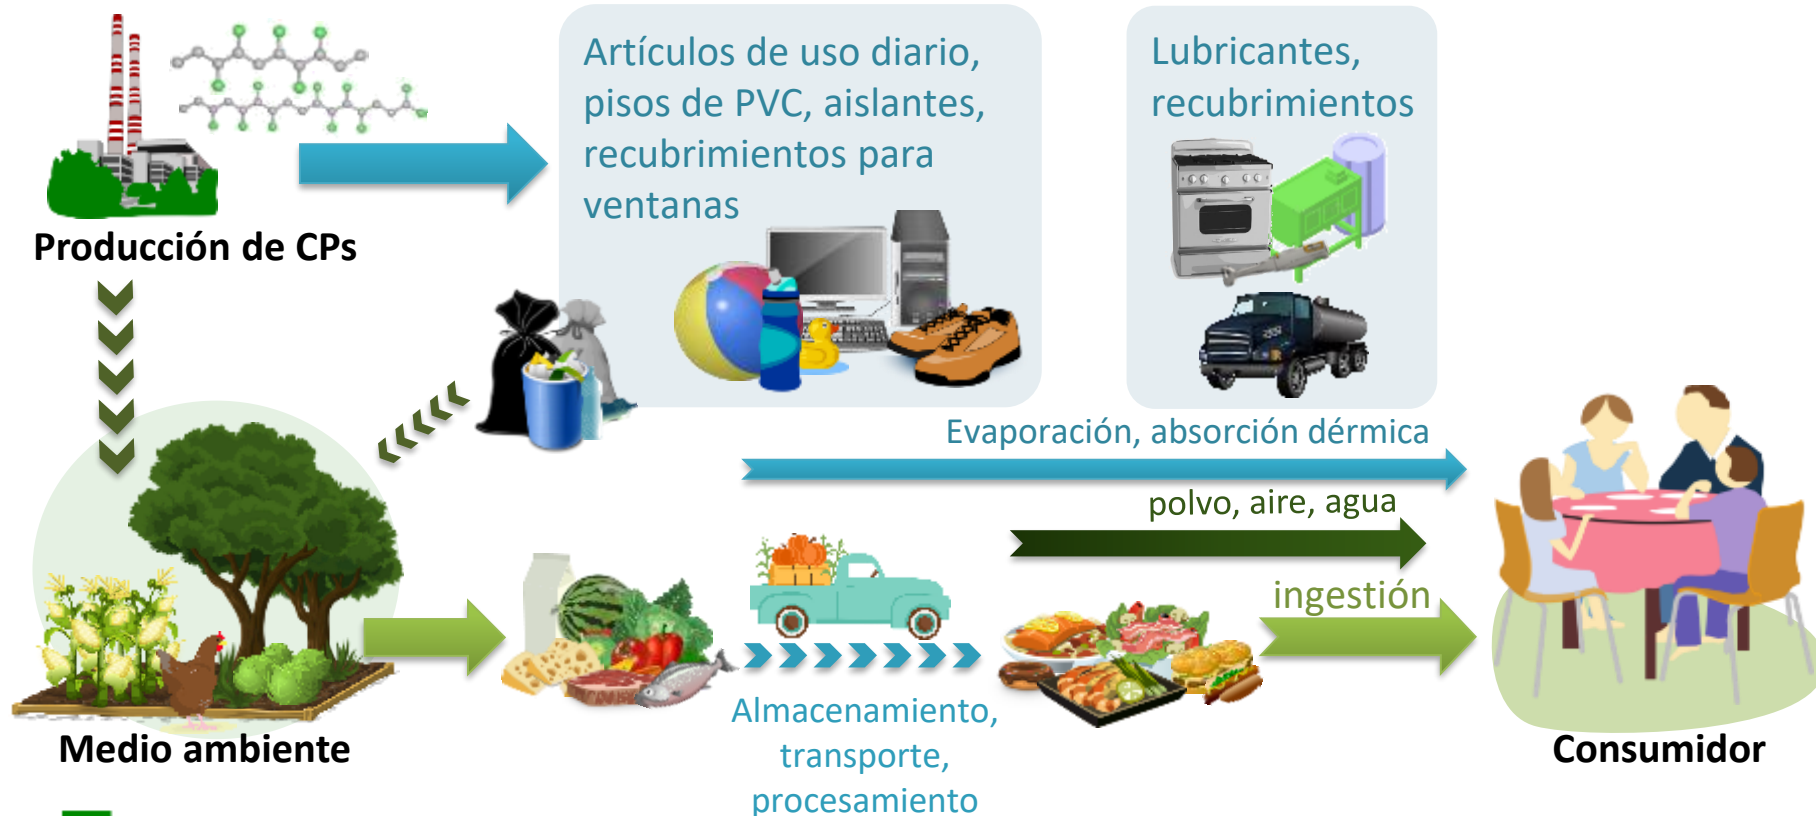 Artículos de uso diario,
pisos de PVC, aislantes,
recubrimientos para
ventanas
Lubricantes,
recubrimientos
Producción de CPs
Evaporación, absorción dérmica
polvo, aire, agua
ingestión
Almacenamiento,
transporte,
procesamiento
Medio ambiente
Consumidor